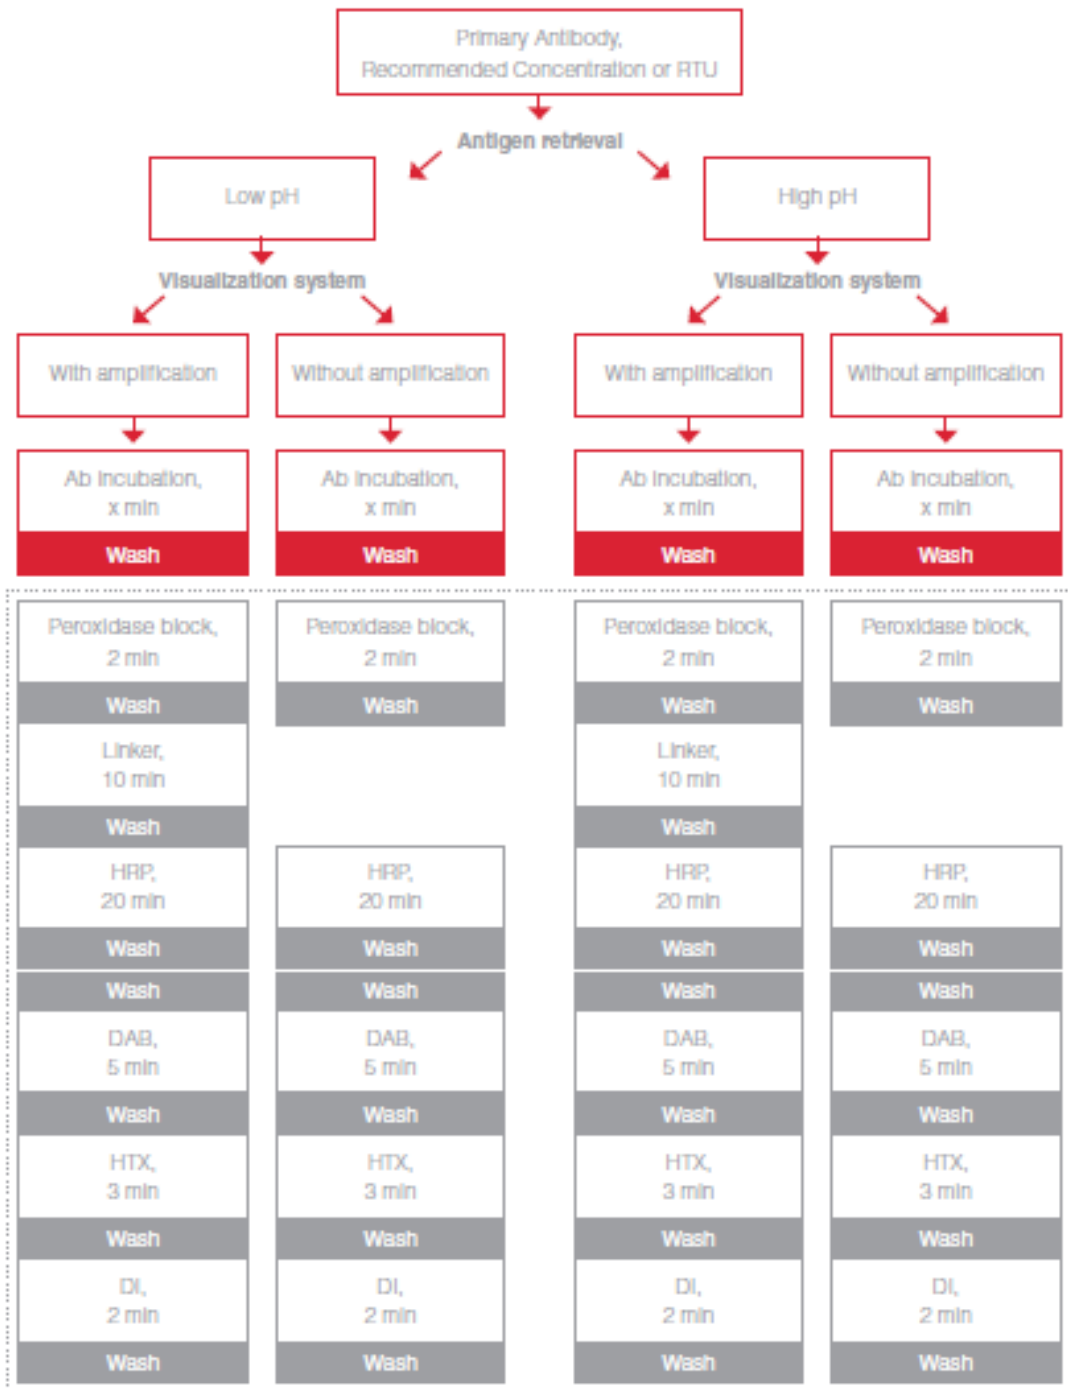 Primary Antibody,
Recommended Concentration or RTU
Antigen retrieval
Low pH
High pH
Visualization system
Visualization system
With amplification
Without amplification
With amplification
Without amplification
Ab incubation,
x min
Wash
Ab incubation,
x min
Wash
Ab incubation,
x min
Wash
Ab incubation,
x min
Wash
Peroxidase block,
2 min
Wash
Linker,
10 min
Wash
HRP,
20 min
Wash
Wash
DAB,
5 min
Wash
HTX,
3 min
Wash
DI,
2 min
Wash
Peroxidase block,
2 min
Wash
HRP,
20 min
Wash
Wash
DAB,
5 min
Wash
HTX,
3 min
Wash
DI,
2 min
Wash
Peroxidase block,
2 min
Wash
Linker,
10 min
Wash
HRP,
20 min
Wash
Wash
DAB,
5 min
Wash
HTX,
3 min
Wash
DI,
2 min
Wash
Peroxidase block,
2 min
Wash
HRP,
20 min
Wash
Wash
DAB,
5 min
Wash
HTX,
3 min
Wash
DI,
2 min
Wash